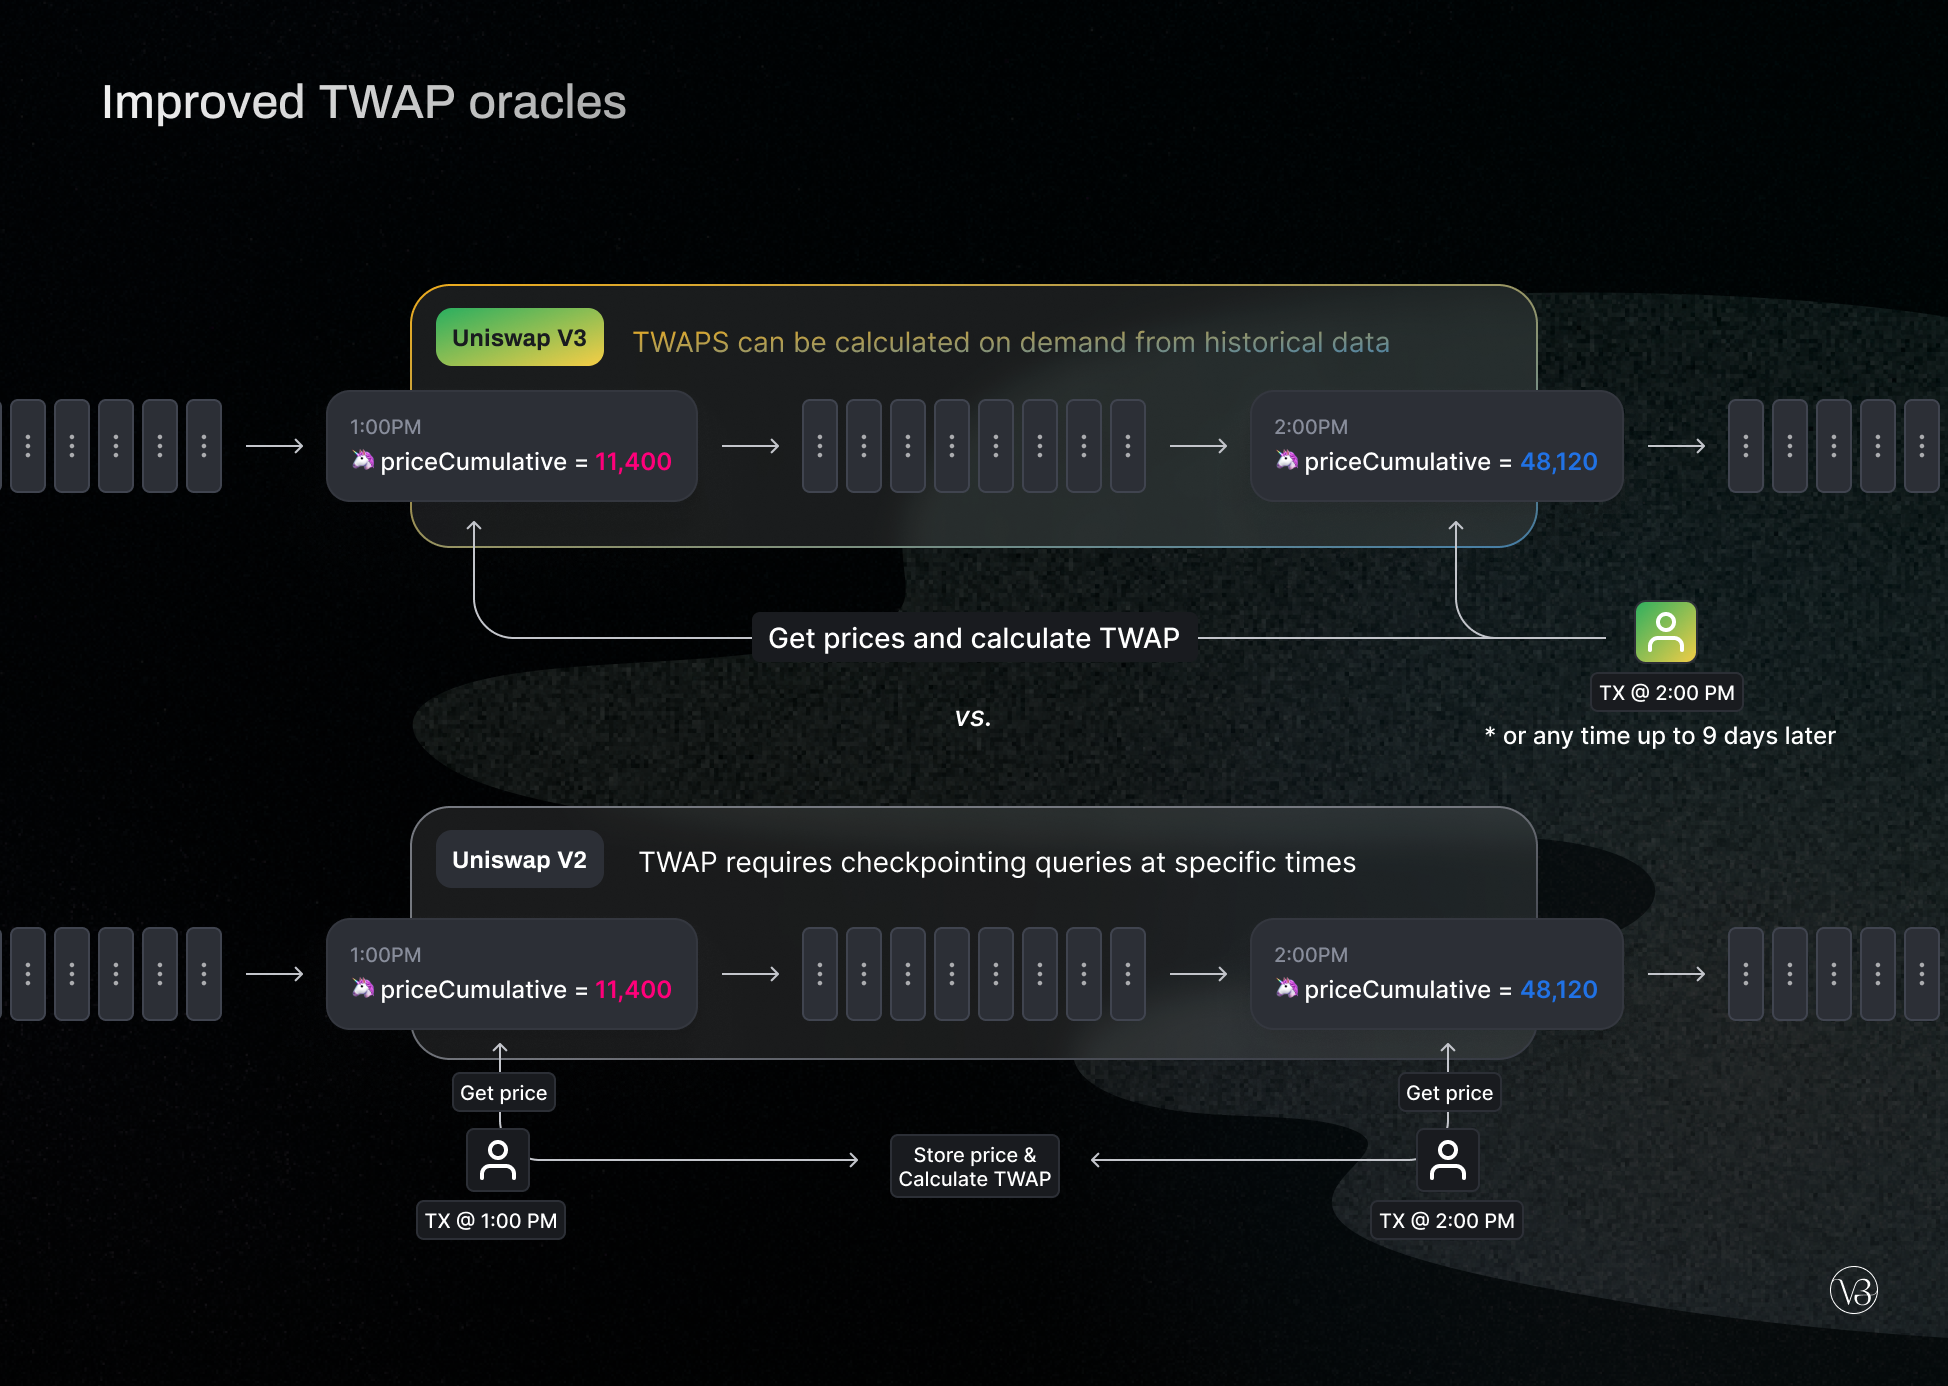 Improved TWAP oracles
Uniswap V3
TWAPS can be calculated on demand from historical data
1:00PM
priceCumulative = 11,400
2:00PM
priceCumulative = 48,120
Get prices and calculate TWAP
TX @ 2:00 PM
* or any time up to 9 days later
vs.
Uniswap V2
TWAP requires checkpointing queries at specific times
1:00PM
priceCumulative = 11,400
2:00PM
priceCumulative = 48,120
Get price
Get price
Store price &
Calculate TWAP
TX @ 1:00 PM
TX @ 2:00 PM
V3